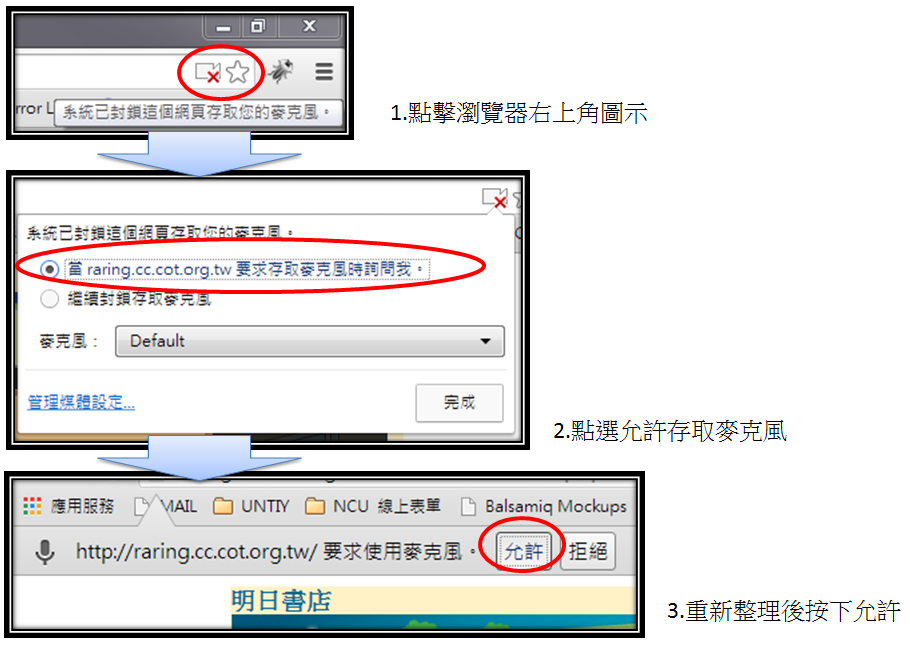 rror L
系統已封鎖這個網頁存取您的麥克風。
1.點擊瀏覽器右上角圖示
系統已封鎖這個網頁存取您的麥克風。
當 raring.cc.cot.org.tw 要求存取麥克風時詢問我。
繼續封鎖存取麥克風
麥克風： Default
管理媒體設定... 完成
2.點選允許存取麥克風
應用服務 MAIL UNTIY NCU 線上表單 Balsamiq Mockups
http://raring.cc.cot.org.tw/ 要求使用麥克風。 允許 拒絕
明日書店
3.重新整理後按下允許